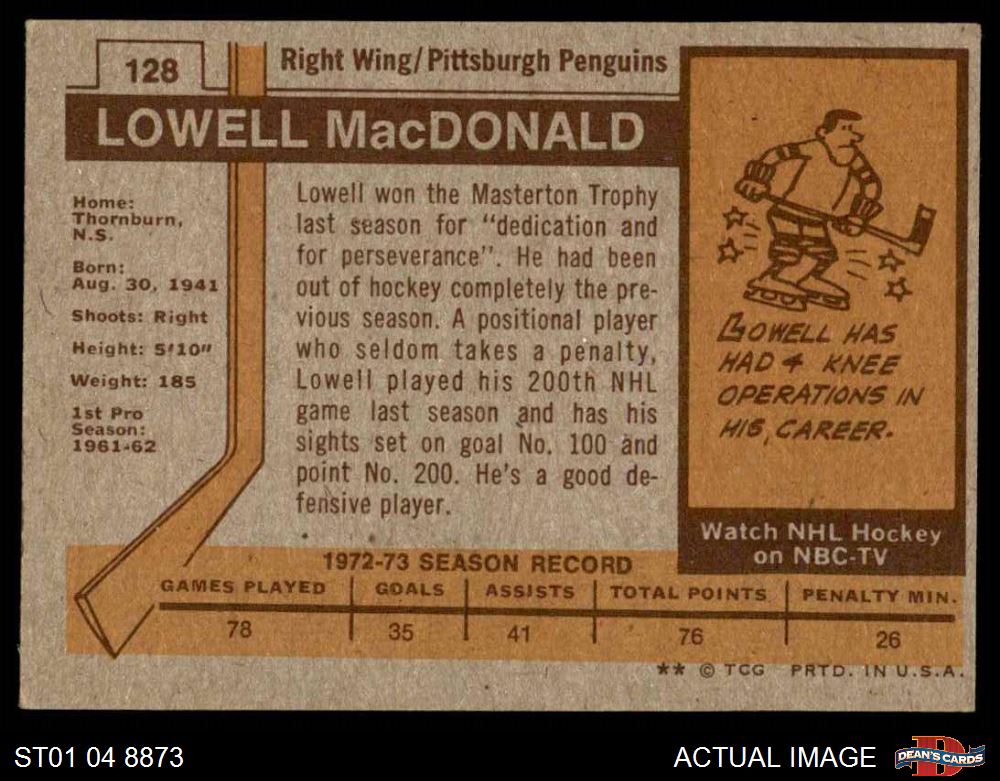 128
Right Wing/Pittsburgh Penguins
LOWELL MacDONALD
Home:
Thornburn,
N.S.
Born:
Aug. 30, 1941
Shoots: Right
Height: 5'10"
Weight: 185
1st Pro
Season:
1961-62
Lowell won the Masterton Trophy
last season for "dedication and
for perseverance". He had been
out of hockey completely the pre-
vious season. A positional player
who seldom takes a penalty,
Lowell played his 200th NHL
game last season and has his
sights set on goal No. 100 and
point No. 200. He's a good de-
fensive player.
LOWELL HAS
HAD 4 KNEE
OPERATIONS IN
HIS CAREER.
Watch NHL Hockey
on NBC-TV
1972-73 SEASON RECORD
GAMES PLAYED GOALS ASSISTS TOTAL POINTS PENALTY MIN.
78 35 41 76 26
** © TCG PRTD. IN U.S.A.
ST01 04 8873
ACTUAL IMAGE
D
DEAN'S CARDS